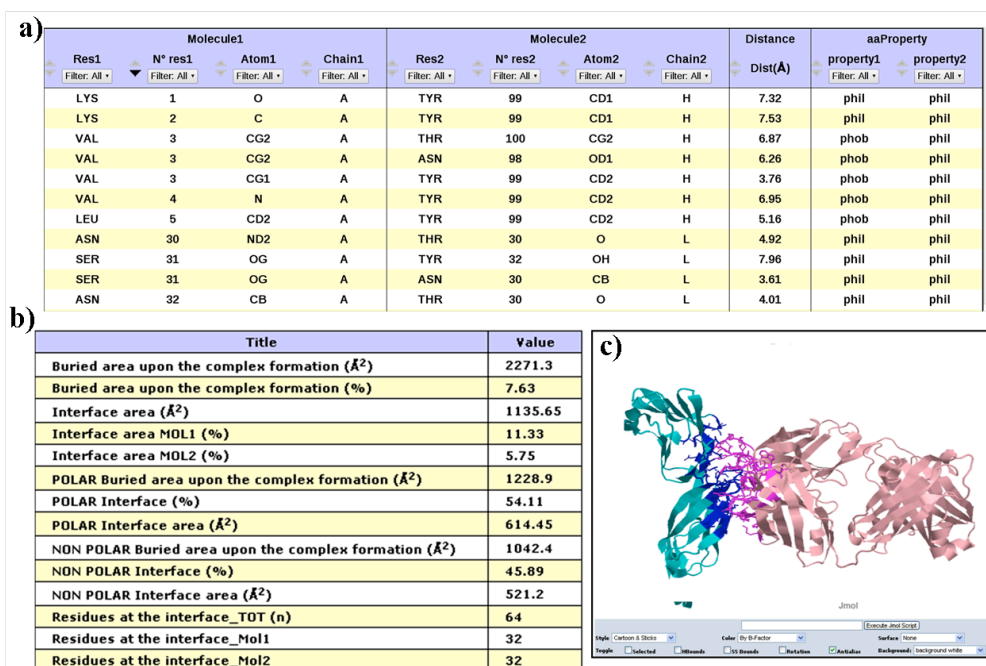 a)
Molecule1 Molecule2 Distance aaProperty
Res1 N° res1 Atom1 Chain1 Res2 N° res2 Atom2 Chain2 Dist(Å) property1 property2
Filter: All Filter: All Filter: All Filter: All Filter: All Filter: All Filter: All Filter: All Filter: All Filter: All
LYS 1 O A TYR 99 CD1 H 7.32 phil phil
LYS 2 C A TYR 99 CD1 H 7.53 phil phil
VAL 3 CG2 A THR 100 CG2 H 6.87 phob phil
VAL 3 CG2 A ASN 98 OD1 H 6.26 phob phil
VAL 3 CG1 A TYR 99 CD2 H 3.76 phob phil
VAL 4 N A TYR 99 CD2 H 6.95 phob phil
LEU 5 CD2 A TYR 99 CD2 H 5.16 phob phil
ASN 30 ND2 A THR 30 O L 4.92 phil phil
SER 31 OG A TYR 32 OH L 7.96 phil phil
SER 31 OG A ASN 30 CB L 3.61 phil phil
ASN 32 CB A THR 30 O L 4.01 phil phil
b)
Title Value
Buried area upon the complex formation (Å²) 2271.3
Buried area upon the complex formation (%) 7.63
Interface area (Å²) 1135.65
Interface area MOL1 (%) 11.33
Interface area MOL2 (%) 5.75
POLAR Buried area upon the complex formation (Å²) 1228.9
POLAR Interface (%) 54.11
POLAR Interface area (Å²) 614.45
NON POLAR Buried area upon the complex formation (Å²) 1042.4
NON POLAR Interface (%) 45.89
NON POLAR Interface area (Å²) 521.2
Residues at the interface_TOT (n) 64
Residues at the interface_Mol1 32
Residues at the interface_Mol2 32
c)
Jmol
Execute Jmol Script
Style Cartoon & Sticks Color By B-Factor Surface None
Toggle Selected HBounds SS Bounds Rotation Antialias Background: background white